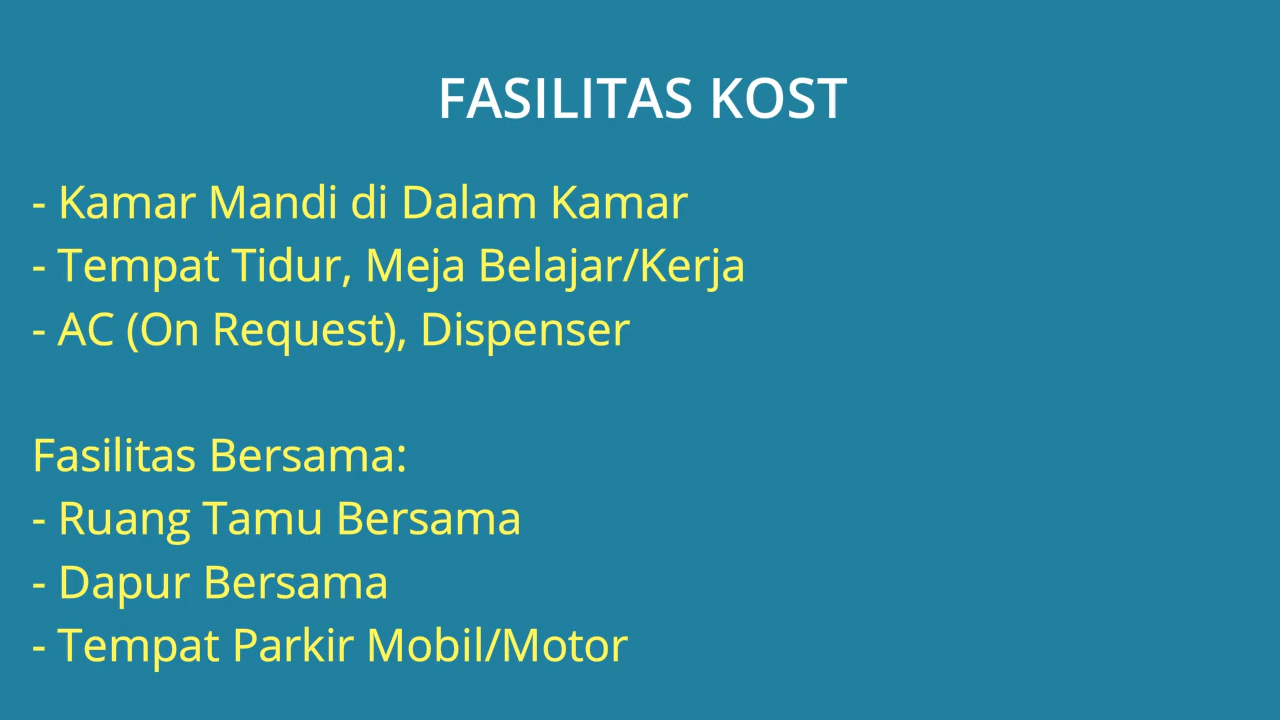 FASILITAS KOST
- Kamar Mandi di Dalam Kamar
- Tempat Tidur, Meja Belajar/Kerja
- AC (On Request), Dispenser
Fasilitas Bersama:
- Ruang Tamu Bersama
- Dapur Bersama
- Tempat Parkir Mobil/Motor